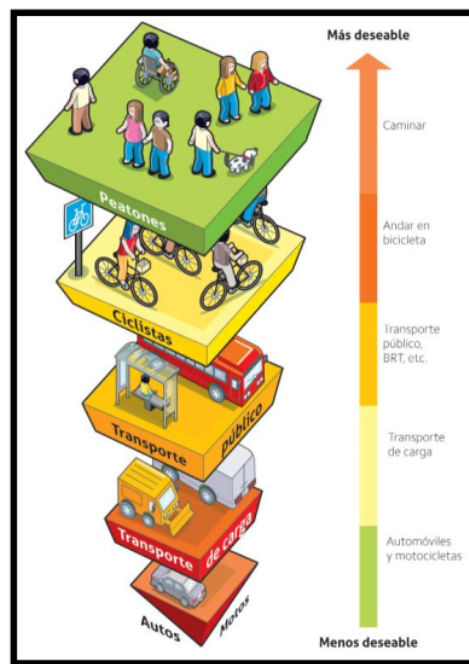 Más deseable
Peatones
Caminar
Ciclistas
Andar en
bicicleta
Transporte público
Transporte
público,
BRT, etc.
Transporte de carga
Transporte
de carga
Autos Motos
Automóviles
y motocicletas
Menos deseable